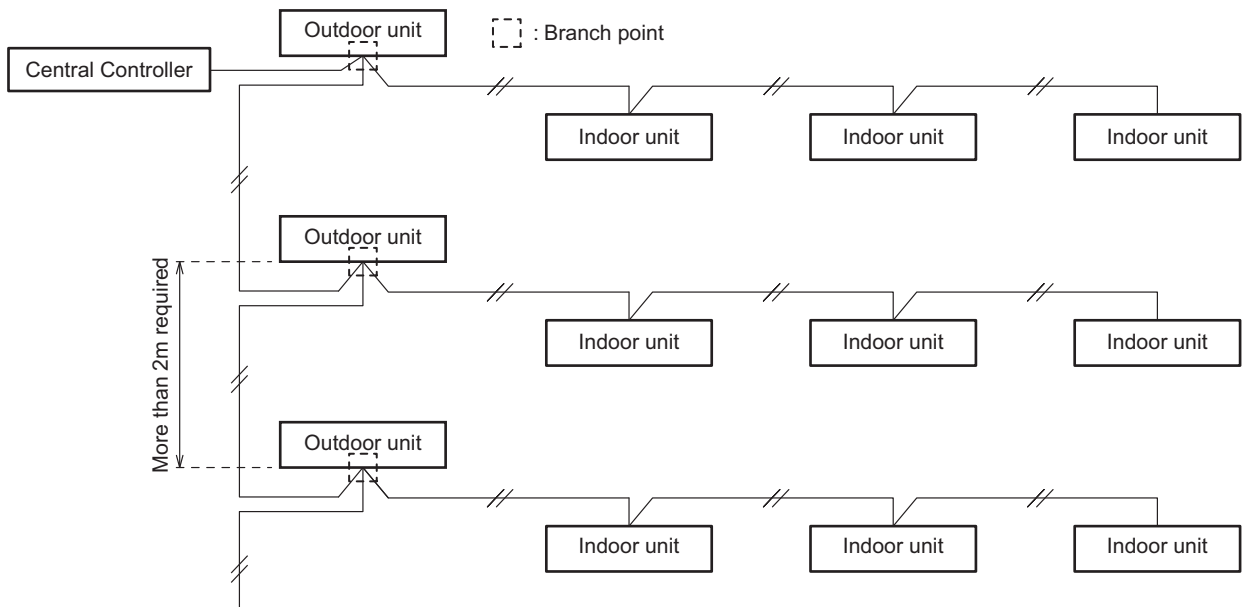 Outdoor unit
: Branch point
Central Controller
Indoor unit
Indoor unit
Indoor unit
Outdoor unit
More than 2m required
Indoor unit
Indoor unit
Indoor unit
Outdoor unit
Indoor unit
Indoor unit
Indoor unit